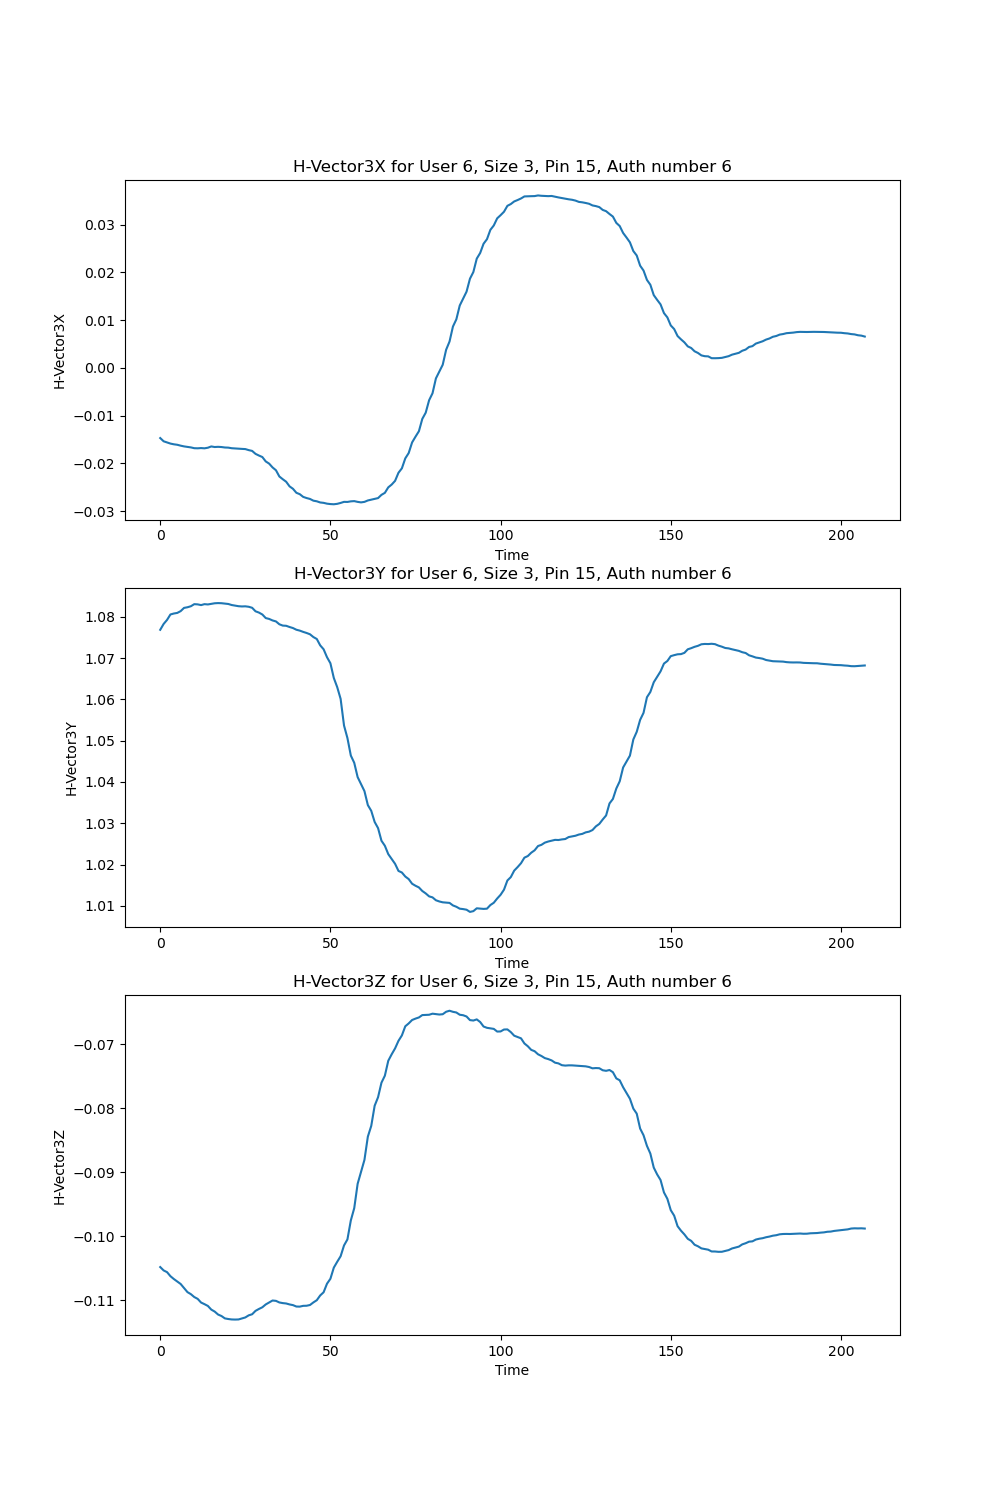 H-Vector3X for User 6, Size 3, Pin 15, Auth number 6
H-Vector3X
0.03
0.02
0.01
0.00
−0.01
−0.02
−0.03
0 50 100 150 200
Time
H-Vector3Y for User 6, Size 3, Pin 15, Auth number 6
H-Vector3Y
1.08
1.07
1.06
1.05
1.04
1.03
1.02
1.01
0 50 100 150 200
Time
H-Vector3Z for User 6, Size 3, Pin 15, Auth number 6
H-Vector3Z
−0.07
−0.08
−0.09
−0.10
−0.11
0 50 100 150 200
Time